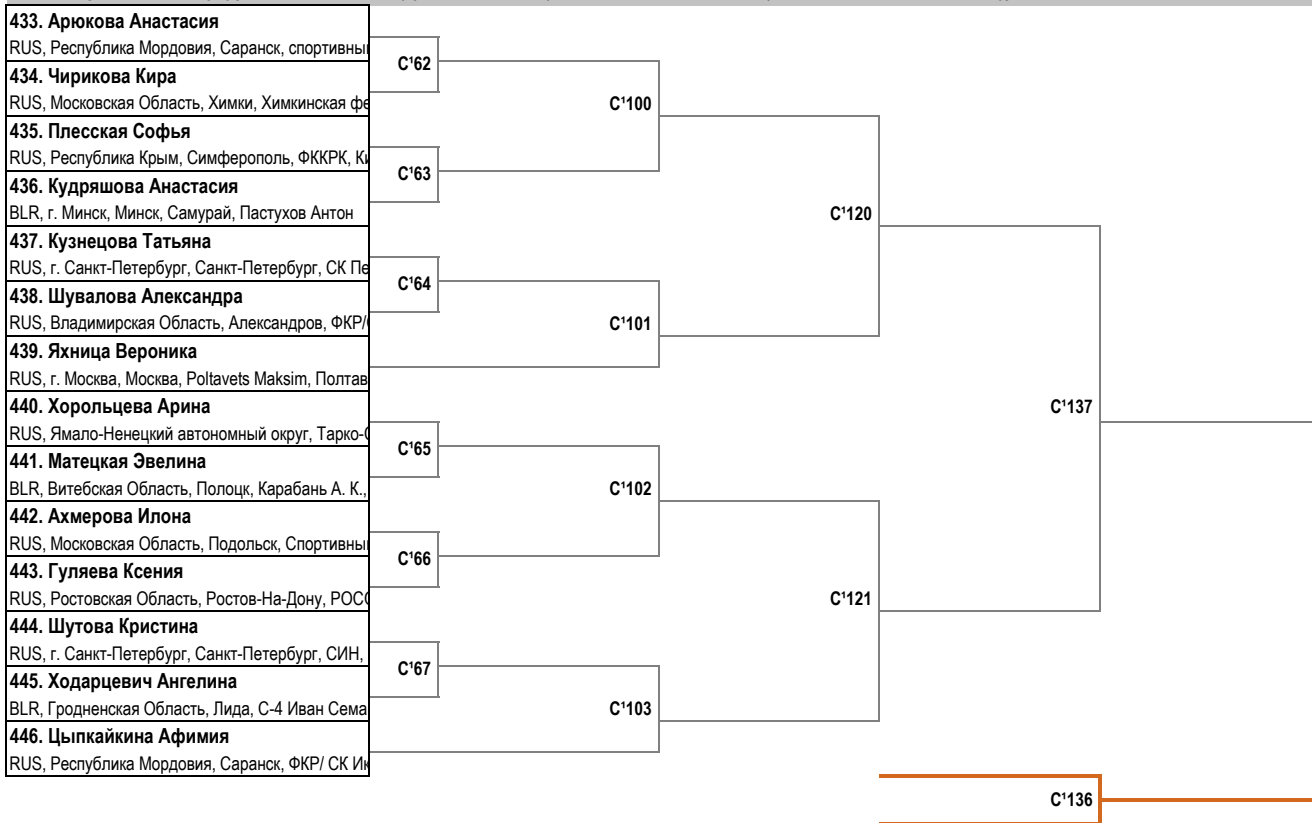 433. Арюкова Анастасия
RUS, Республика Мордовия, Саранск, спортивны
434. Чирикова Кира
RUS, Московская Область, Химки, Химкинская фе
435. Плесская Софья
RUS, Республика Крым, Симферополь, ФККРК, Ки
436. Кудряшова Анастасия
BLR, г. Минск, Минск, Самурай, Пастухов Антон
437. Кузнецова Татьяна
RUS, г. Санкт-Петербург, Санкт-Петербург, СК Пе
438. Шувалова Александра
RUS, Владимирская Область, Александров, ФКР/
439. Яхница Вероника
RUS, г. Москва, Москва, Poltavets Maksim, Полтав
440. Хорольцева Арина
RUS, Ямало-Ненецкий автономный округ, Тарко-
441. Матецкая Эвелина
BLR, Витебская Область, Полоцк, Карабань А. К.,
442. Ахмерова Илона
RUS, Московская Область, Подольск, Спортивны
443. Гуляева Ксения
RUS, Ростовская Область, Ростов-На-Дону, РОС
444. Шутова Кристина
RUS, г. Санкт-Петербург, Санкт-Петербург, СИН,
445. Ходарцевич Ангелина
BLR, Гродненская Область, Лида, С-4 Иван Сема
446. Цыпкайкина Афимия
RUS, Республика Мордовия, Саранск, ФКР/ СК Ик
C¹62
C¹63
C¹64
C¹65
C¹66
C¹67
C¹100
C¹101
C¹102
C¹103
C¹120
C¹121
C¹137
C¹136